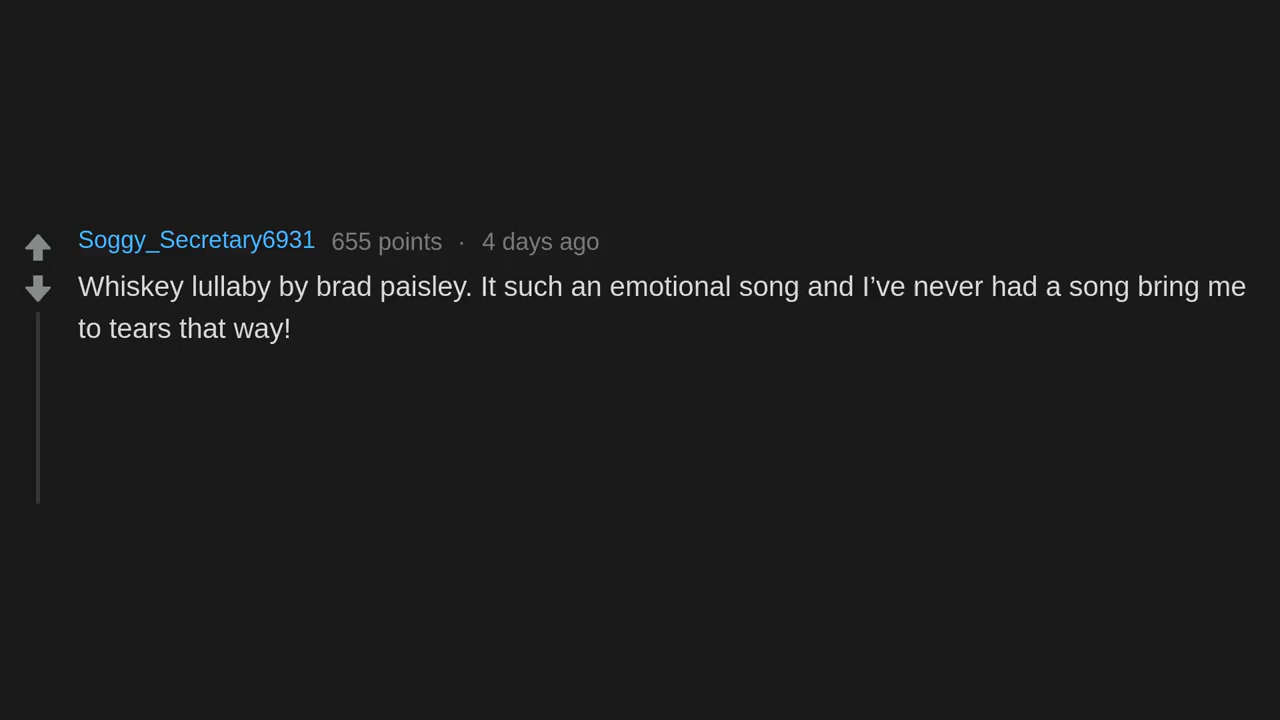 Soggy_Secretary6931 655 points · 4 days ago
Whiskey lullaby by brad paisley. It such an emotional song and I’ve never had a song bring me
to tears that way!